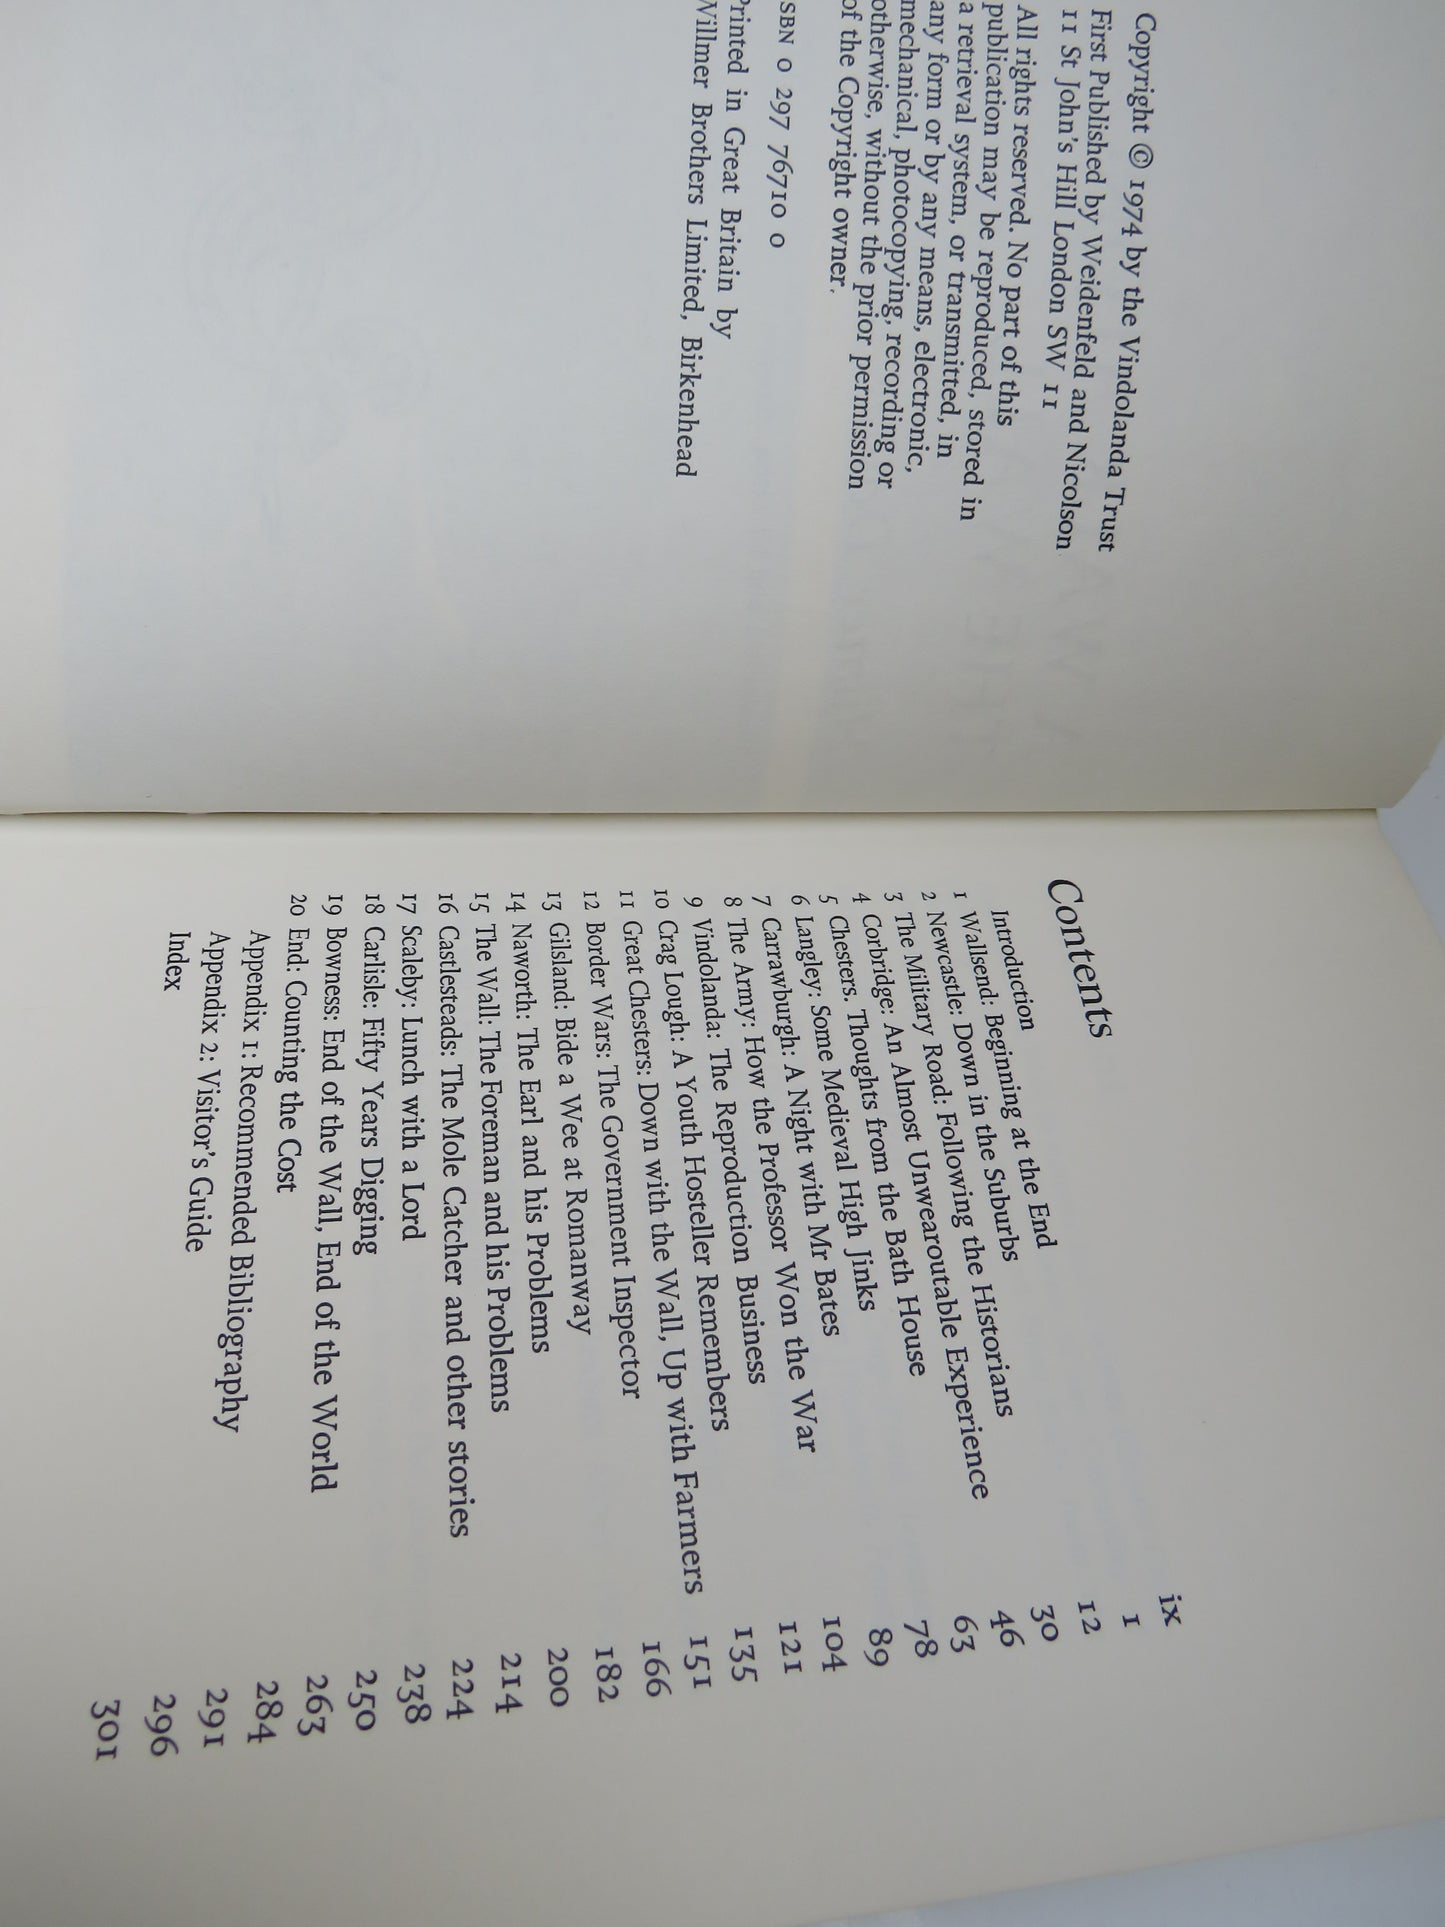 Copyright © 1974 by the Vindolanda Trust
First Published by Weidenfeld and Nicolson
11 St John's Hill London SW 11
All rights reserved. No part of this
publication may be reproduced, stored in
a retrieval system, or transmitted, in
any form or by any means, electronic,
mechanical, photocopying, recording or
otherwise, without the prior permission
of the Copyright owner.
SBN 0 297 76710 0
Printed in Great Britain by
Willmer Brothers Limited, Birkenhead
Contents
Introduction ix
1 Wallsend: Beginning at the End 1
2 Newcastle: Down in the Suburbs 12
3 The Military Road: Following the Historians 30
4 Corbridge: An Almost Unwearoutable Experience 46
5 Chesters. Thoughts from the Bath House 63
6 Langley: Some Medieval High Jinks 78
7 Carrawburgh: A Night with Mr Bates 89
8 The Army: How the Professor Won the War 104
9 Vindolanda: The Reproduction Business 121
10 Crag Lough: A Youth Hosteller Remembers 135
11 Great Chesters: Down with the Wall, Up with Farmers 151
12 Border Wars: The Government Inspector 166
13 Gilsland: Bide a Wee at Romanway 182
14 Naworth: The Earl and his Problems 200
15 The Wall: The Foreman and his Problems 214
16 Castlesteads: The Mole Catcher and other stories 224
17 Scaleby: Lunch with a Lord 238
18 Carlisle: Fifty Years Digging 250
19 Bowness: End of the Wall, End of the World 263
20 End: Counting the Cost 284
Appendix 1: Recommended Bibliography 291
Appendix 2: Visitor's Guide 296
Index 301